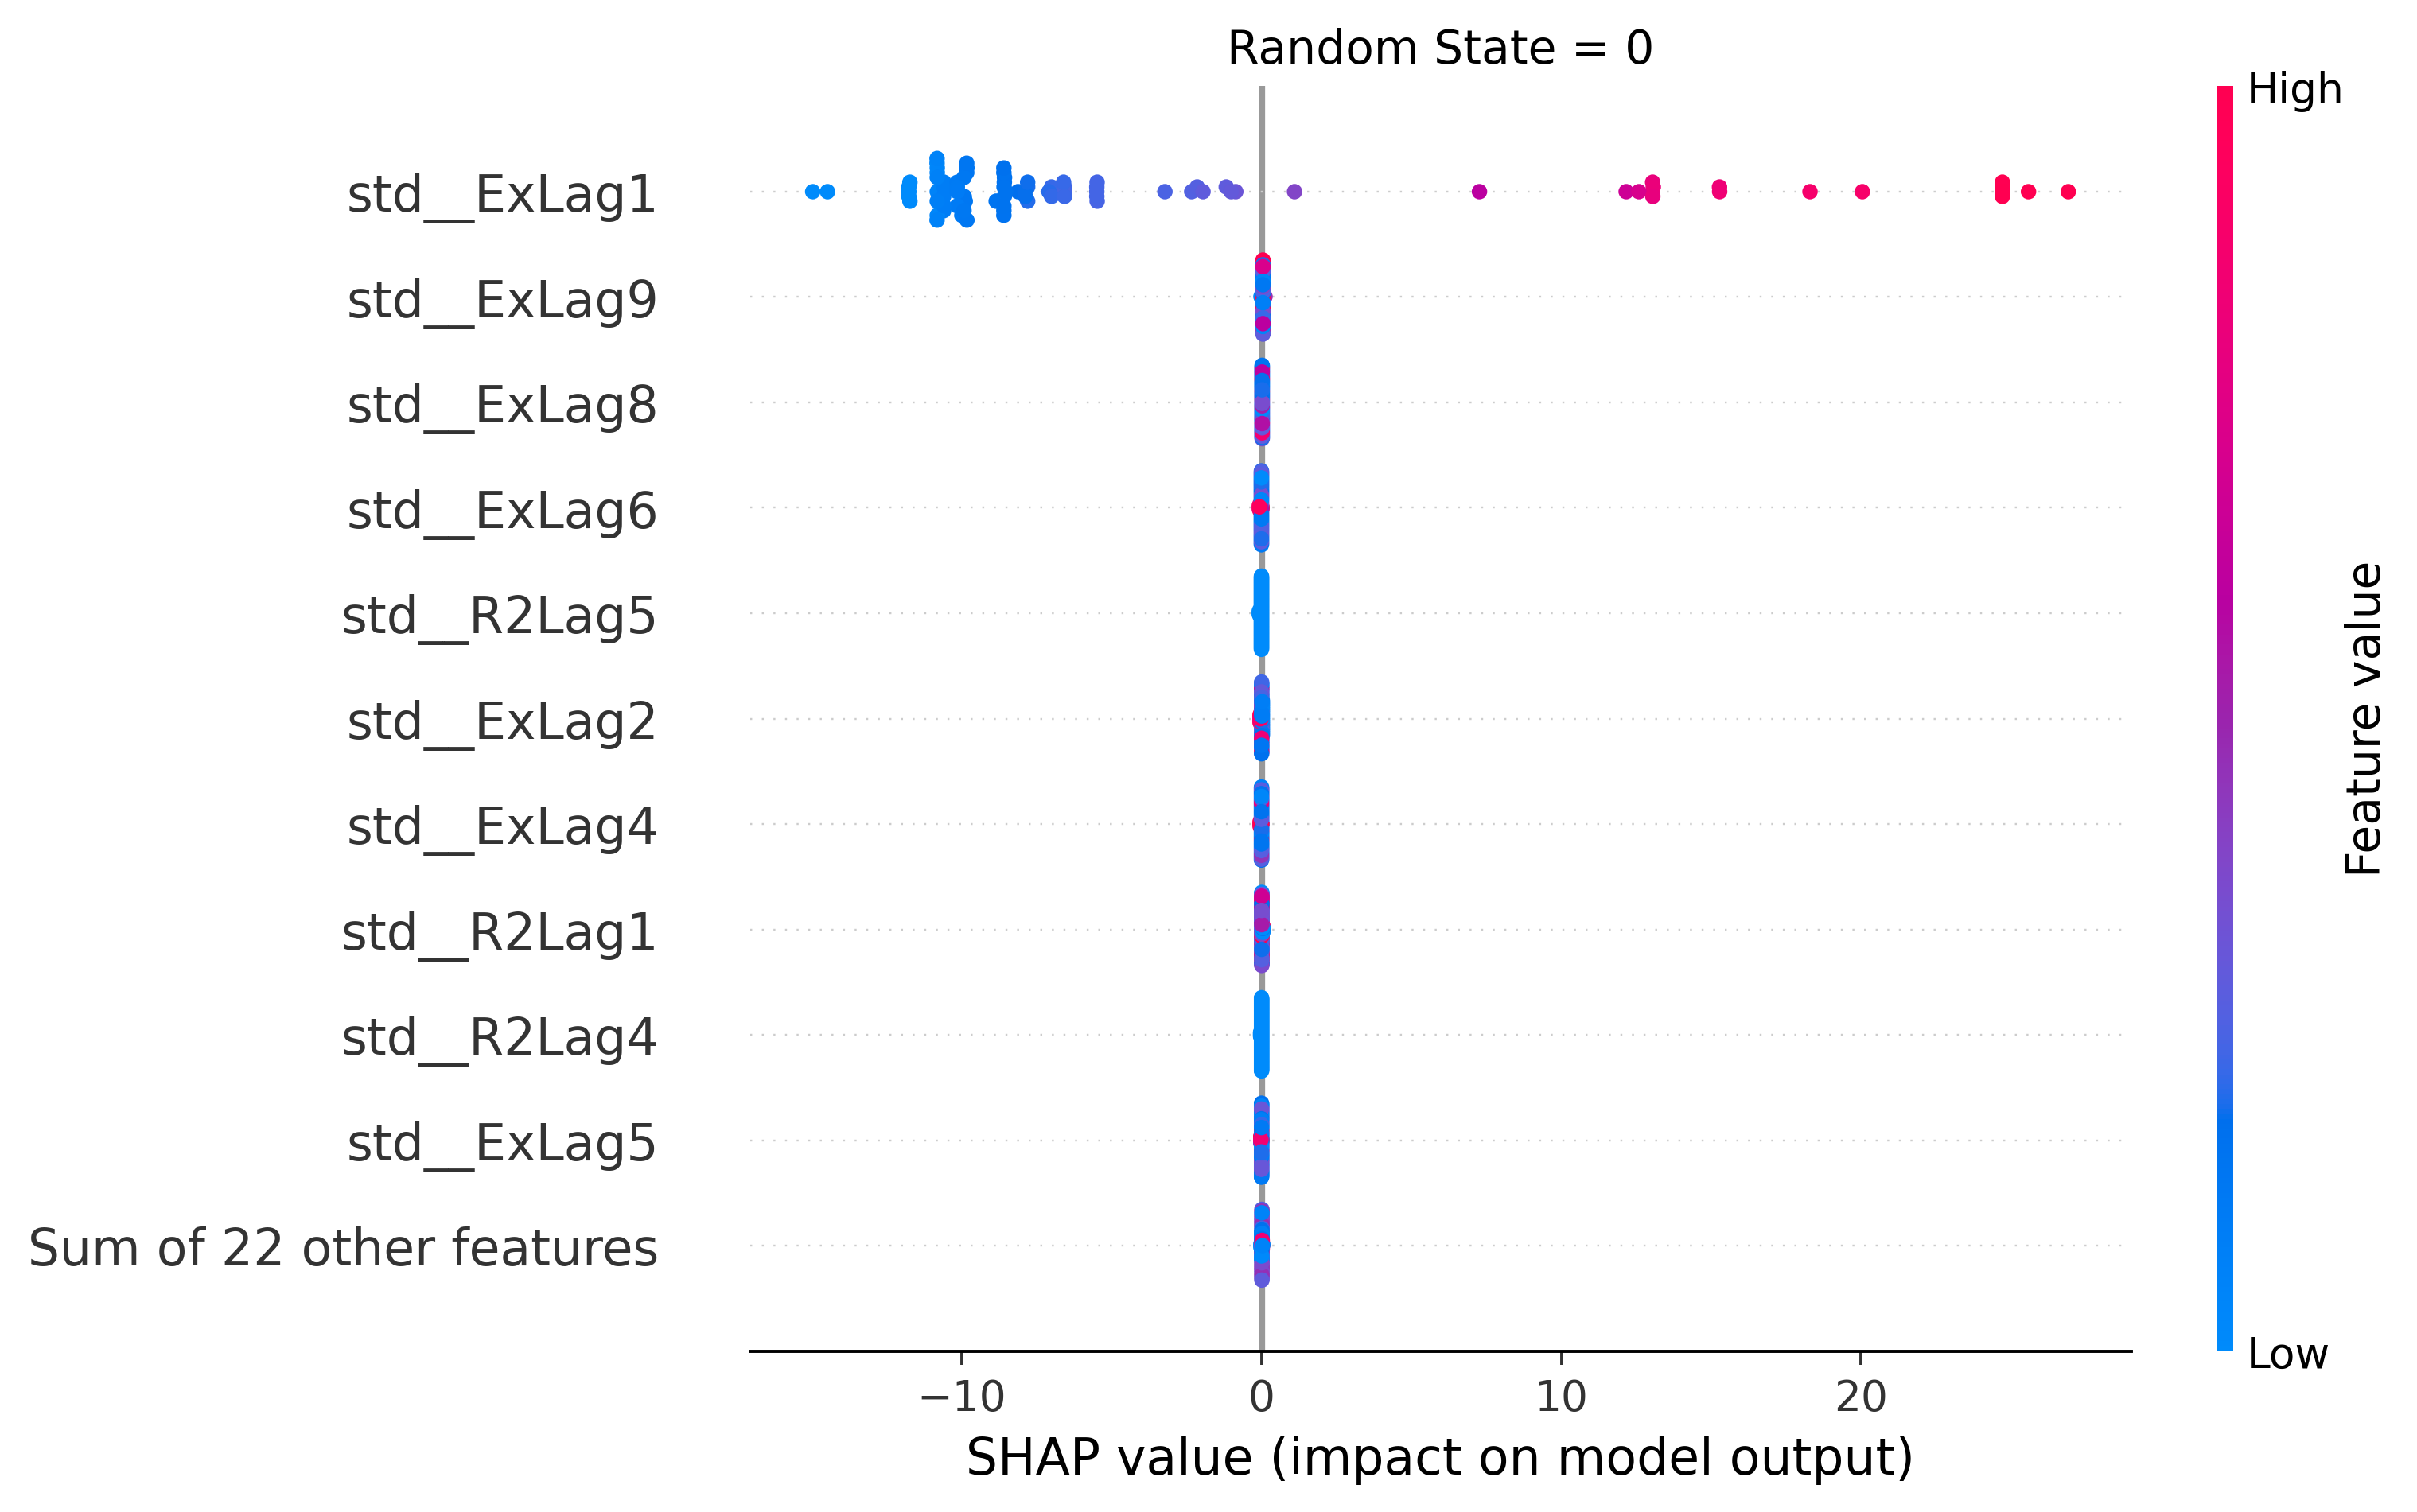 Random State = 0
High
std__ExLag1
std__ExLag9
std__ExLag8
std__ExLag6
std__R2Lag5
std__ExLag2
std__ExLag4
std__R2Lag1
std__R2Lag4
std__ExLag5
Sum of 22 other features
Feature value
Low
−10 0 10 20
SHAP value (impact on model output)